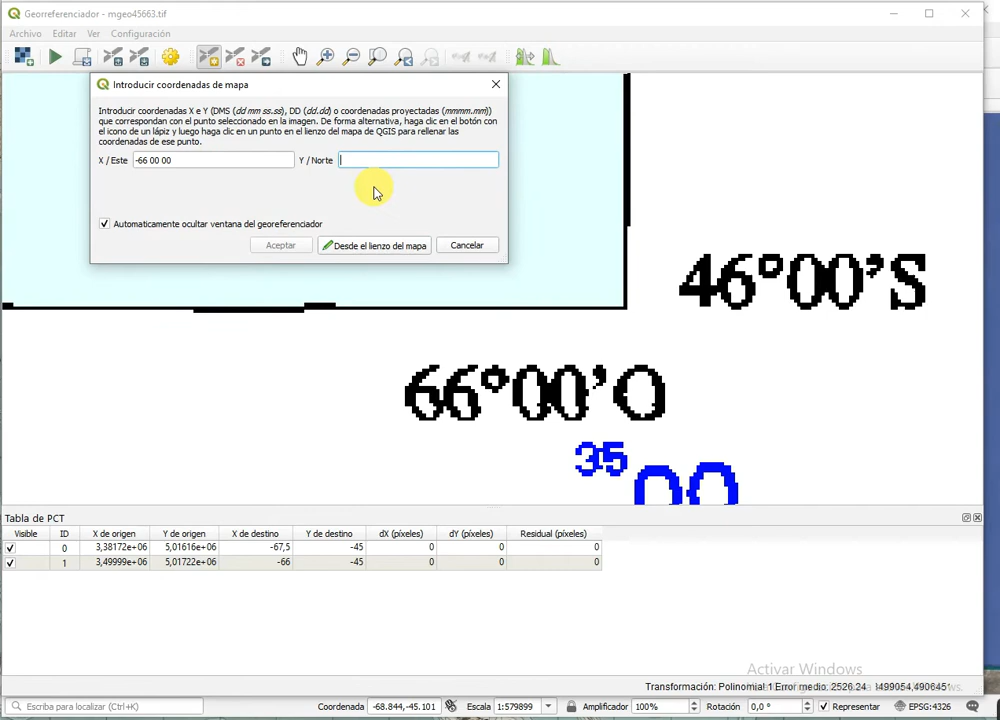 Georreferenciador - mgeo45663.tif
Archivo Editar Ver Configuración
Introducir coordenadas de mapa
Introducir coordenadas X e Y (DMS (dd mm ss.ss), DD (dd.dd) o coordenadas proyectadas (mmmm.mm))
que correspondan con el punto seleccionado en la imagen. De forma alternativa, haga clic en el botón con
el icono de un lápiz y luego haga clic en un punto en el lienzo del mapa de QGIS para rellenar las
coordenadas de ese punto.
X / Este -66 00 00 Y / Norte
Automaticamente ocultar ventana del georeferenciador
Aceptar Desde el lienzo del mapa Cancelar
46°00’S
66°00’O
35 00
Tabla de PCT
Visible ID X de origen Y de origen X de destino Y de destino dX (píxeles) dY (píxeles) Residual (píxeles)
0 3,38172e+06 5,01616e+06 -67,5 -45 0 0 0
1 3,49999e+06 5,01722e+06 -66 -45 0 0 0
Activar Windows
Transformación: Polinomial 1 Error medio: 2526.24
Escriba para localizar (Ctrl+K) Coordenada -68.844,-45.101 Escala 1:579899 Amplificador 100% Rotación 0,0 ° Representar EPSG:4326